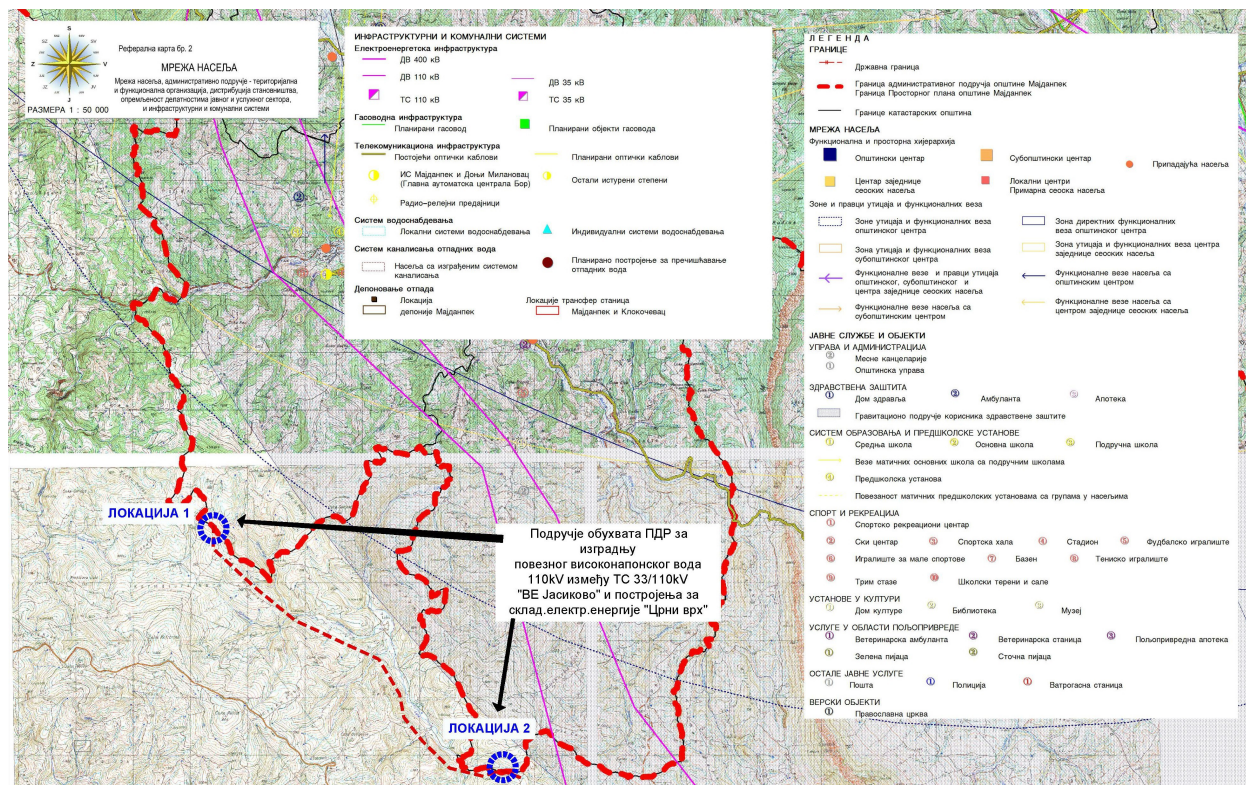 S
Z
V
J
Реферална карта бр. 2
МРЕЖА НАСЕЉА
Мрежа насеља, административно подручје - територијална
и функционална организација, дистрибуција становништва,
опремљеност делатностима јавног и услужног сектора,
и инфраструктурни и комунални системи
РАЗМЕРА 1 : 50 000
ИНФРАСТРУКТУРНИ И КОМУНАЛНИ СИСТЕМИ
Електроенергетска инфраструктура
ДВ 400 кВ
ДВ 110 кВ
ДВ 35 кВ
ТС 110 кВ
ТС 35 кВ
Гасоводна инфраструктура
Планирани гасовод
Планирани објекти гасовода
Телекомуникациона инфраструктура
Постојећи оптички каблови
Планирани оптички каблови
ИС Мајданпек и Доњи Милановац
(Главна аутоматска централа Бор)
Остали истурени степени
Радио–релејни предајници
Систем водоснабдевања
Локални системи водоснабдевања
Индивидуални системи водоснабдевања
Систем каналисања отпадних вода
Насеља са изграђеним системом
каналисања
Планирано постројење за пречишћавање
отпадних вода
Депоновање отпада
Локација
депоније Мајданпек
Локације трансфер станица
Мајданпек и Клокочевац
ЛЕГЕНДА
ГРАНИЦЕ
Државна граница
Граница административног подручја општине Мајданпек
Граница Просторног плана општине Мајданпек
Границе катастарских општина
МРЕЖА НАСЕЉА
Функционална и просторна хијерархија
Општински центар
Субопштински центар
Припадајућа насеља
Центар заједнице
сеоских насеља
Локални центри
Примарна сеоска насеља
Зоне и правци утицаја и функционалних веза
Зоне утицаја и функционалних веза
општинског центра
Зона директних функционалних
веза општинског центра
Зона утицаја и функционалних веза
субопштинског центра
Зона утицаја и функционалних веза центра
заједнице сеоских насеља
Функционалне везе и правци утицаја
општинског, субопштинског и
центра заједнице сеоских насеља
Функционалне везе насеља са
општинским центром
Функционалне везе насеља са
субопштинским центром
Функционалне везе насеља са
центром заједнице сеоских насеља
ЈАВНЕ СЛУЖБЕ И ОБЈЕКТИ
УПРАВА И АДМИНИСТРАЦИЈА
Месне канцеларије
Општинска управа
ЗДРАВСТВЕНА ЗАШТИТА
Дом здравља
Амбуланта
Апотека
Гравитационо подручје корисника здравствене заштите
СИСТЕМ ОБРАЗОВАЊА И ПРЕДШКОЛСКЕ УСТАНОВЕ
Средња школа
Основна школа
Подручна школа
Везе матичних основних школа са подручним школама
Предшколска установа
Повезаност матичних предшколских установама са групама у насељима
СПОРТ И РЕКРЕАЦИЈА
Спортско рекреациони центар
Ски центар
Спортска хала
Стадион
Фудбалско игралиште
Игралиште за мале спортове
Базен
Тениско игралиште
Трим стазе
Школски терени и сале
УСТАНОВЕ У КУЛТУРИ
Дом културе
Библиотека
Музеј
УСЛУГЕ У ОБЛАСТИ ПОЉОПРИВРЕДЕ
Ветеринарска амбуланта
Ветеринарска станица
Пољопривредна апотека
Зелена пијаца
Сточна пијаца
ОСТАЛЕ ЈАВНЕ УСЛУГЕ
Пошта
Полиција
Ватрогасна станица
ВЕРСКИ ОБЈЕКТИ
Православна црква
ЛОКАЦИЈА 1
Подручје обухвата ПДР за
изградњу
повезног високонапонског вода
110kV између ТС 33/110kV
"ВЕ Јасиково" и постројења за
склад.електр.енергије "Црни врх"
ЛОКАЦИЈА 2